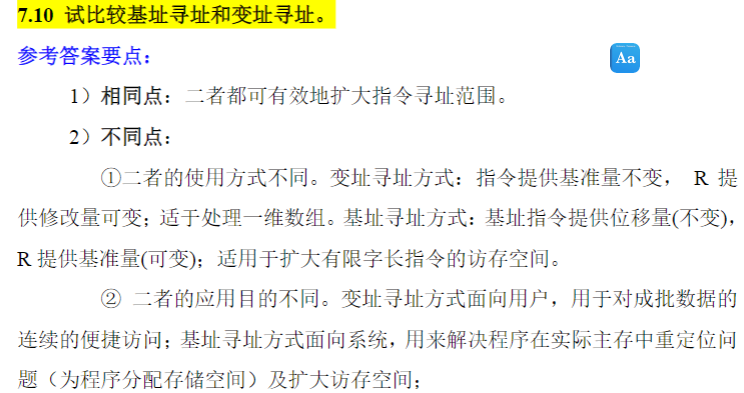 7.10 试比较基址寻址和变址寻址。
参考答案要点：
Aa
1）相同点：二者都可有效地扩大指令寻址范围。
2）不同点：
①二者的使用方式不同。变址寻址方式：指令提供基准量不变， R 提
供修改量可变；适于处理一维数组。基址寻址方式：基址指令提供位移量(不变)，
R 提供基准量(可变)；适用于扩大有限字长指令的访存空间。
② 二者的应用目的不同。变址寻址方式面向用户，用于对成批数据的
连续的便捷访问；基址寻址方式面向系统，用来解决程序在实际主存中重定位问
题（为程序分配存储空间）及扩大访存空间；